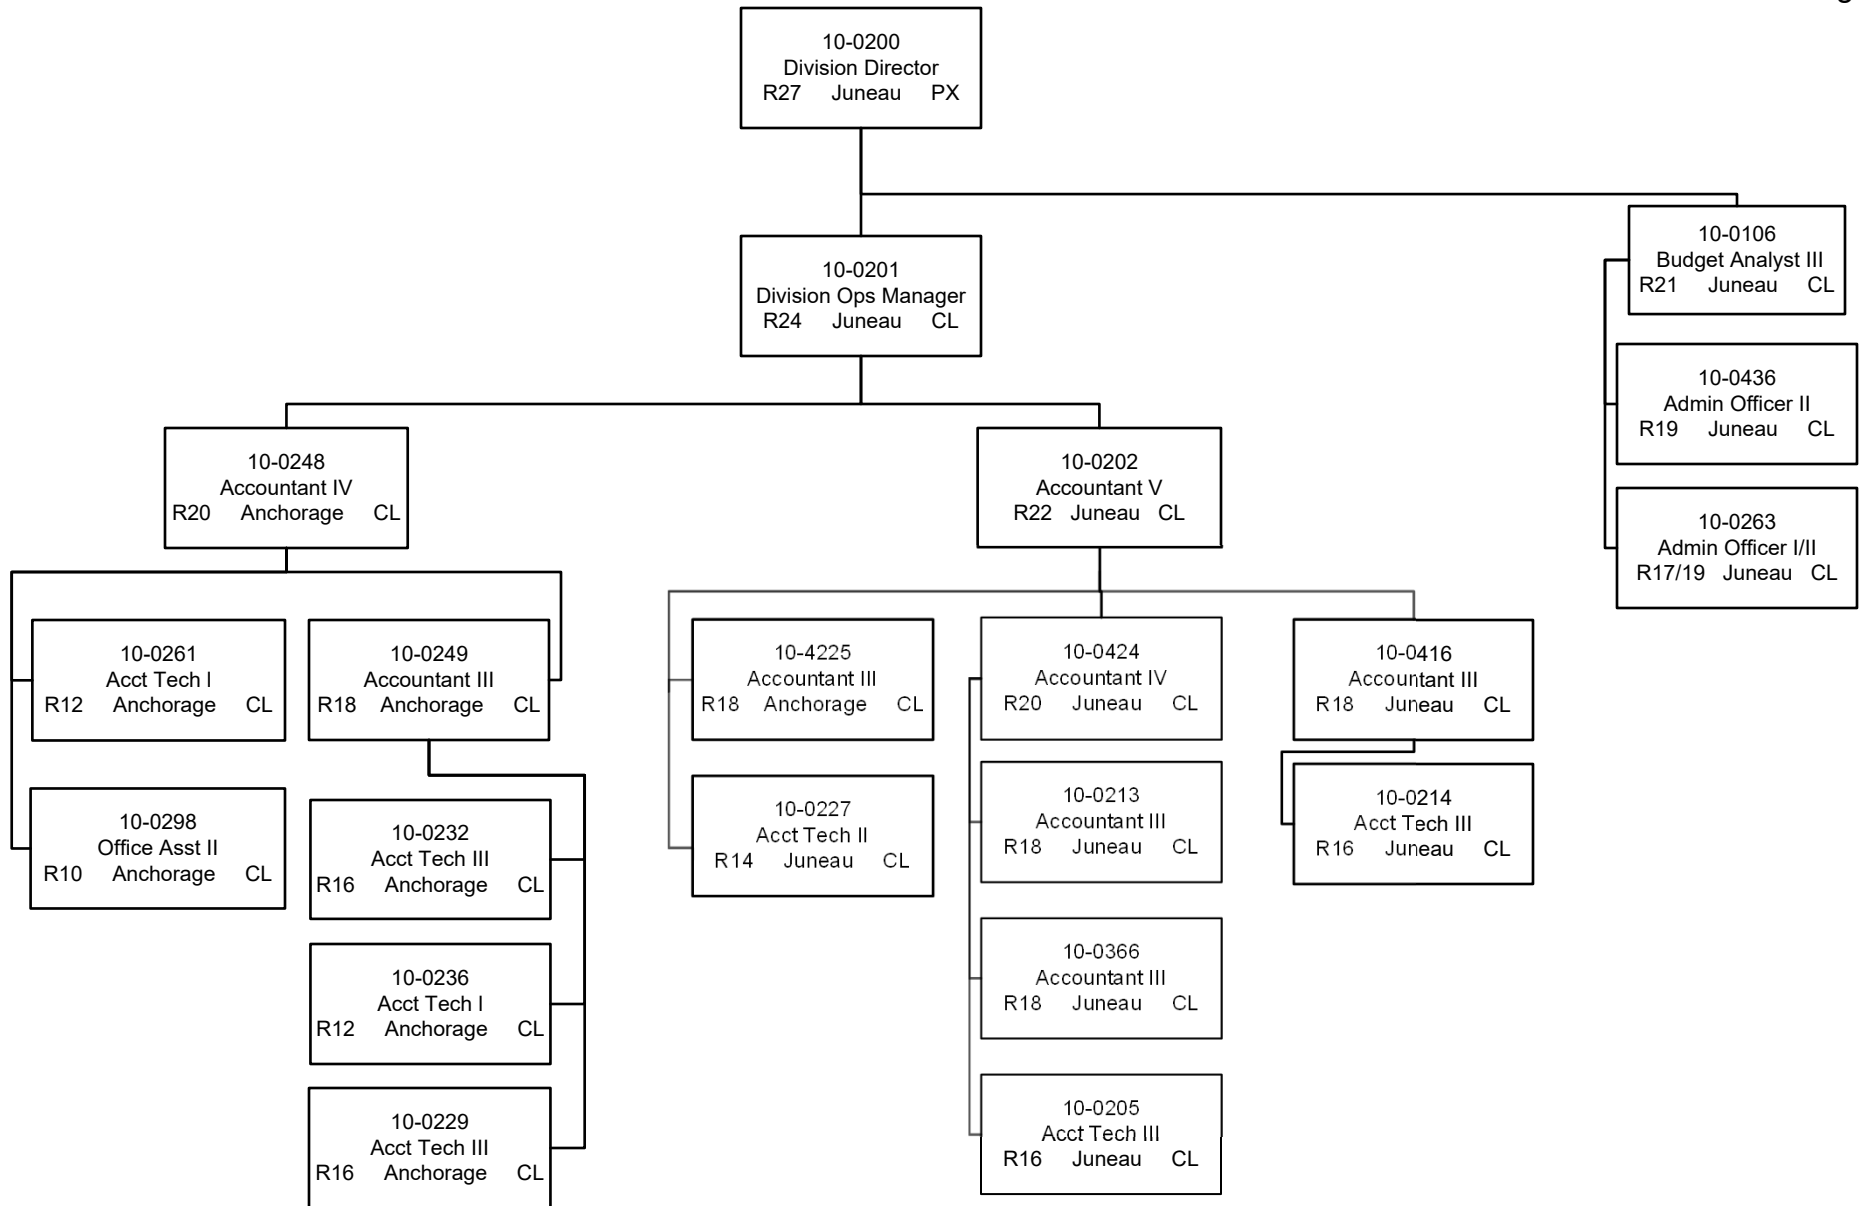 10-0200
Division Director
R27 Juneau PX
10-0201
Division Ops Manager
R24 Juneau CL
10-0106
Budget Analyst III
R21 Juneau CL
10-0436
Admin Officer II
R19 Juneau CL
10-0263
Admin Officer I/II
R17/19 Juneau CL
10-0248
Accountant IV
R20 Anchorage CL
10-0202
Accountant V
R22 Juneau CL
10-0261
Acct Tech I
R12 Anchorage CL
10-0298
Office Asst II
R10 Anchorage CL
10-0249
Accountant III
R18 Anchorage CL
10-0232
Acct Tech III
R16 Anchorage CL
10-0236
Acct Tech I
R12 Anchorage CL
10-0229
Acct Tech III
R16 Anchorage CL
10-4225
Accountant III
R18 Anchorage CL
10-0227
Acct Tech II
R14 Juneau CL
10-0424
Accountant IV
R20 Juneau CL
10-0213
Accountant III
R18 Juneau CL
10-0366
Accountant III
R18 Juneau CL
10-0205
Acct Tech III
R16 Juneau CL
10-0416
Accountant III
R18 Juneau CL
10-0214
Acct Tech III
R16 Juneau CL